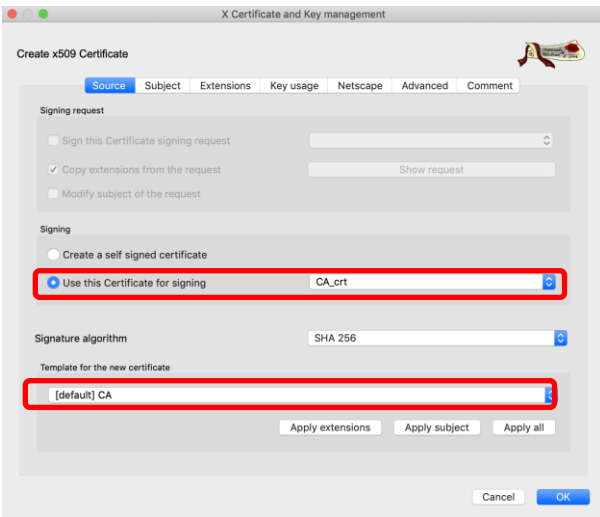 X Certificate and Key management
Create x509 Certificate
Source Subject Extensions Key usage Netscape Advanced Comment
Signing request
Sign this Certificate signing request
Copy extensions from the request Show request
Modify subject of the request
Signing
Create a self signed certificate
Use this Certificate for signing CA_crt
Signature algorithm SHA 256
Template for the new certificate
[default] CA
Apply extensions Apply subject Apply all
Cancel OK